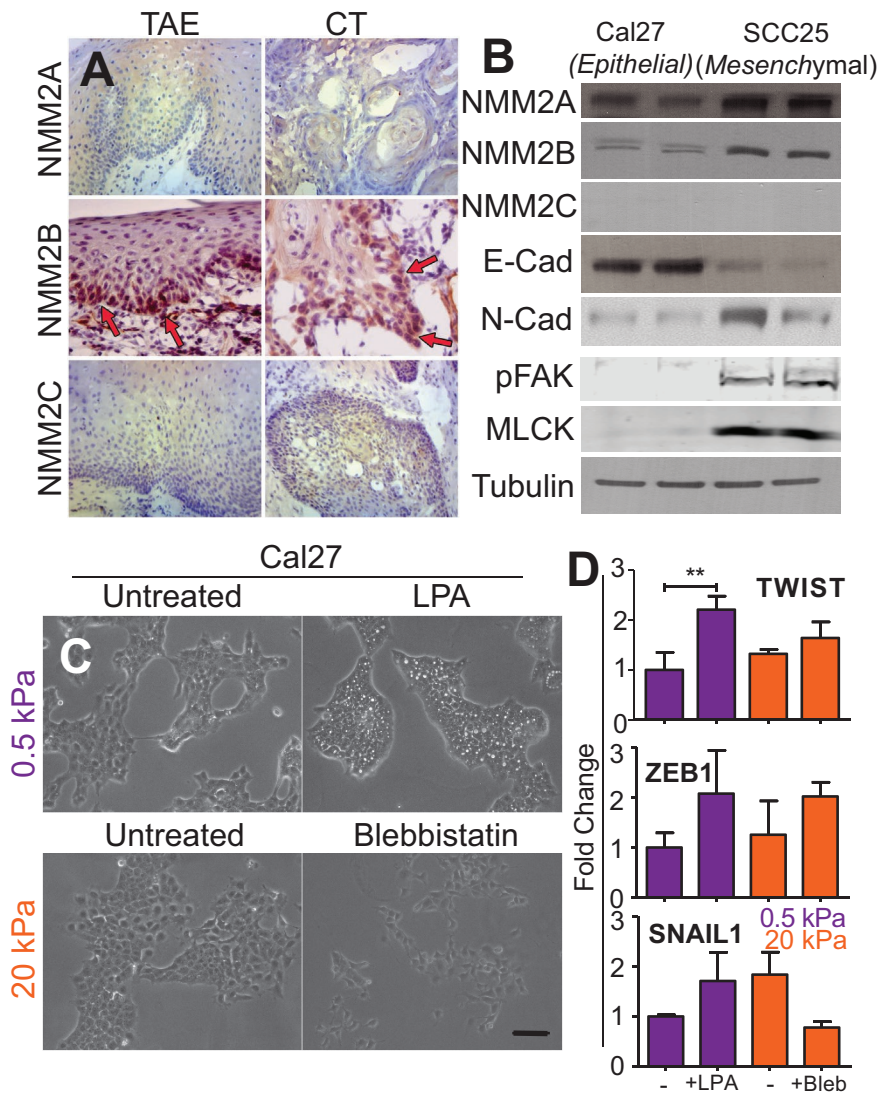 TAE CT
A
NMM2A
NMM2B
NMM2C
B
Cal27 SCC25
(Epithelial) (Mesenchymal)
NMM2A
NMM2B
NMM2C
E-Cad
N-Cad
pFAK
MLCK
Tubulin
Cal27
Untreated LPA
C
0.5 kPa
Untreated Blebbistatin
20 kPa
D
Fold Change
3
**
TWIST
2
1
0
3
ZEB1
2
1
0
3
0.5 kPa
SNAIL1 20 kPa
2
1
0
- +LPA - +Bleb